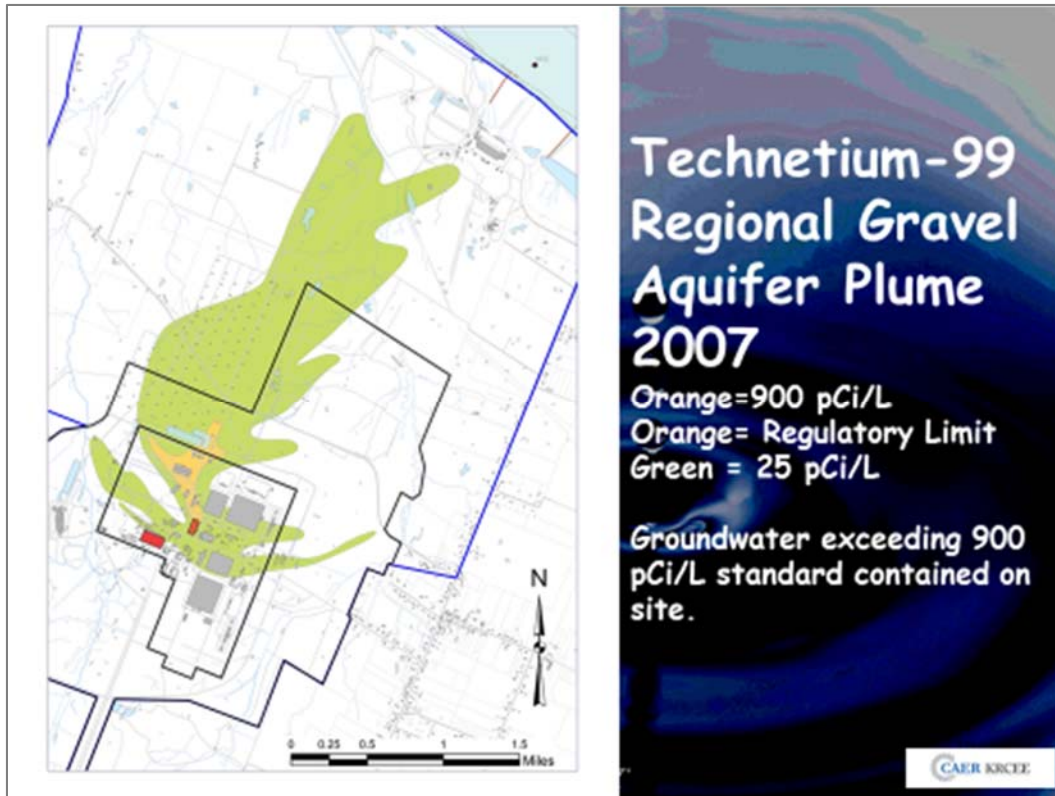 Technetium-99
Regional Gravel
Aquifer Plume
2007
Orange=900 pCi/L
Orange= Regulatory Limit
Green = 25 pCi/L
Groundwater exceeding 900
pCi/L standard contained on
site.
N
0 0.25 0.5 1 1.5
Miles
CAER KRCEE